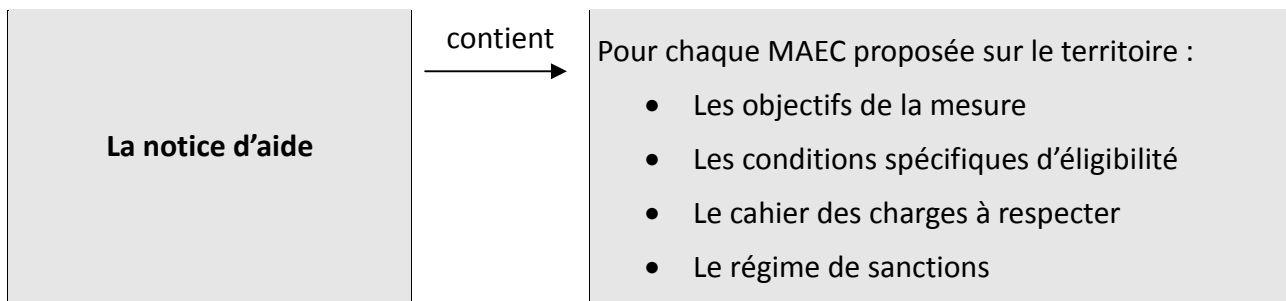 La notice d’aide
contient
Pour chaque MAEC proposée sur le territoire :
• Les objectifs de la mesure
• Les conditions spécifiques d’éligibilité
• Le cahier des charges à respecter
• Le régime de sanctions